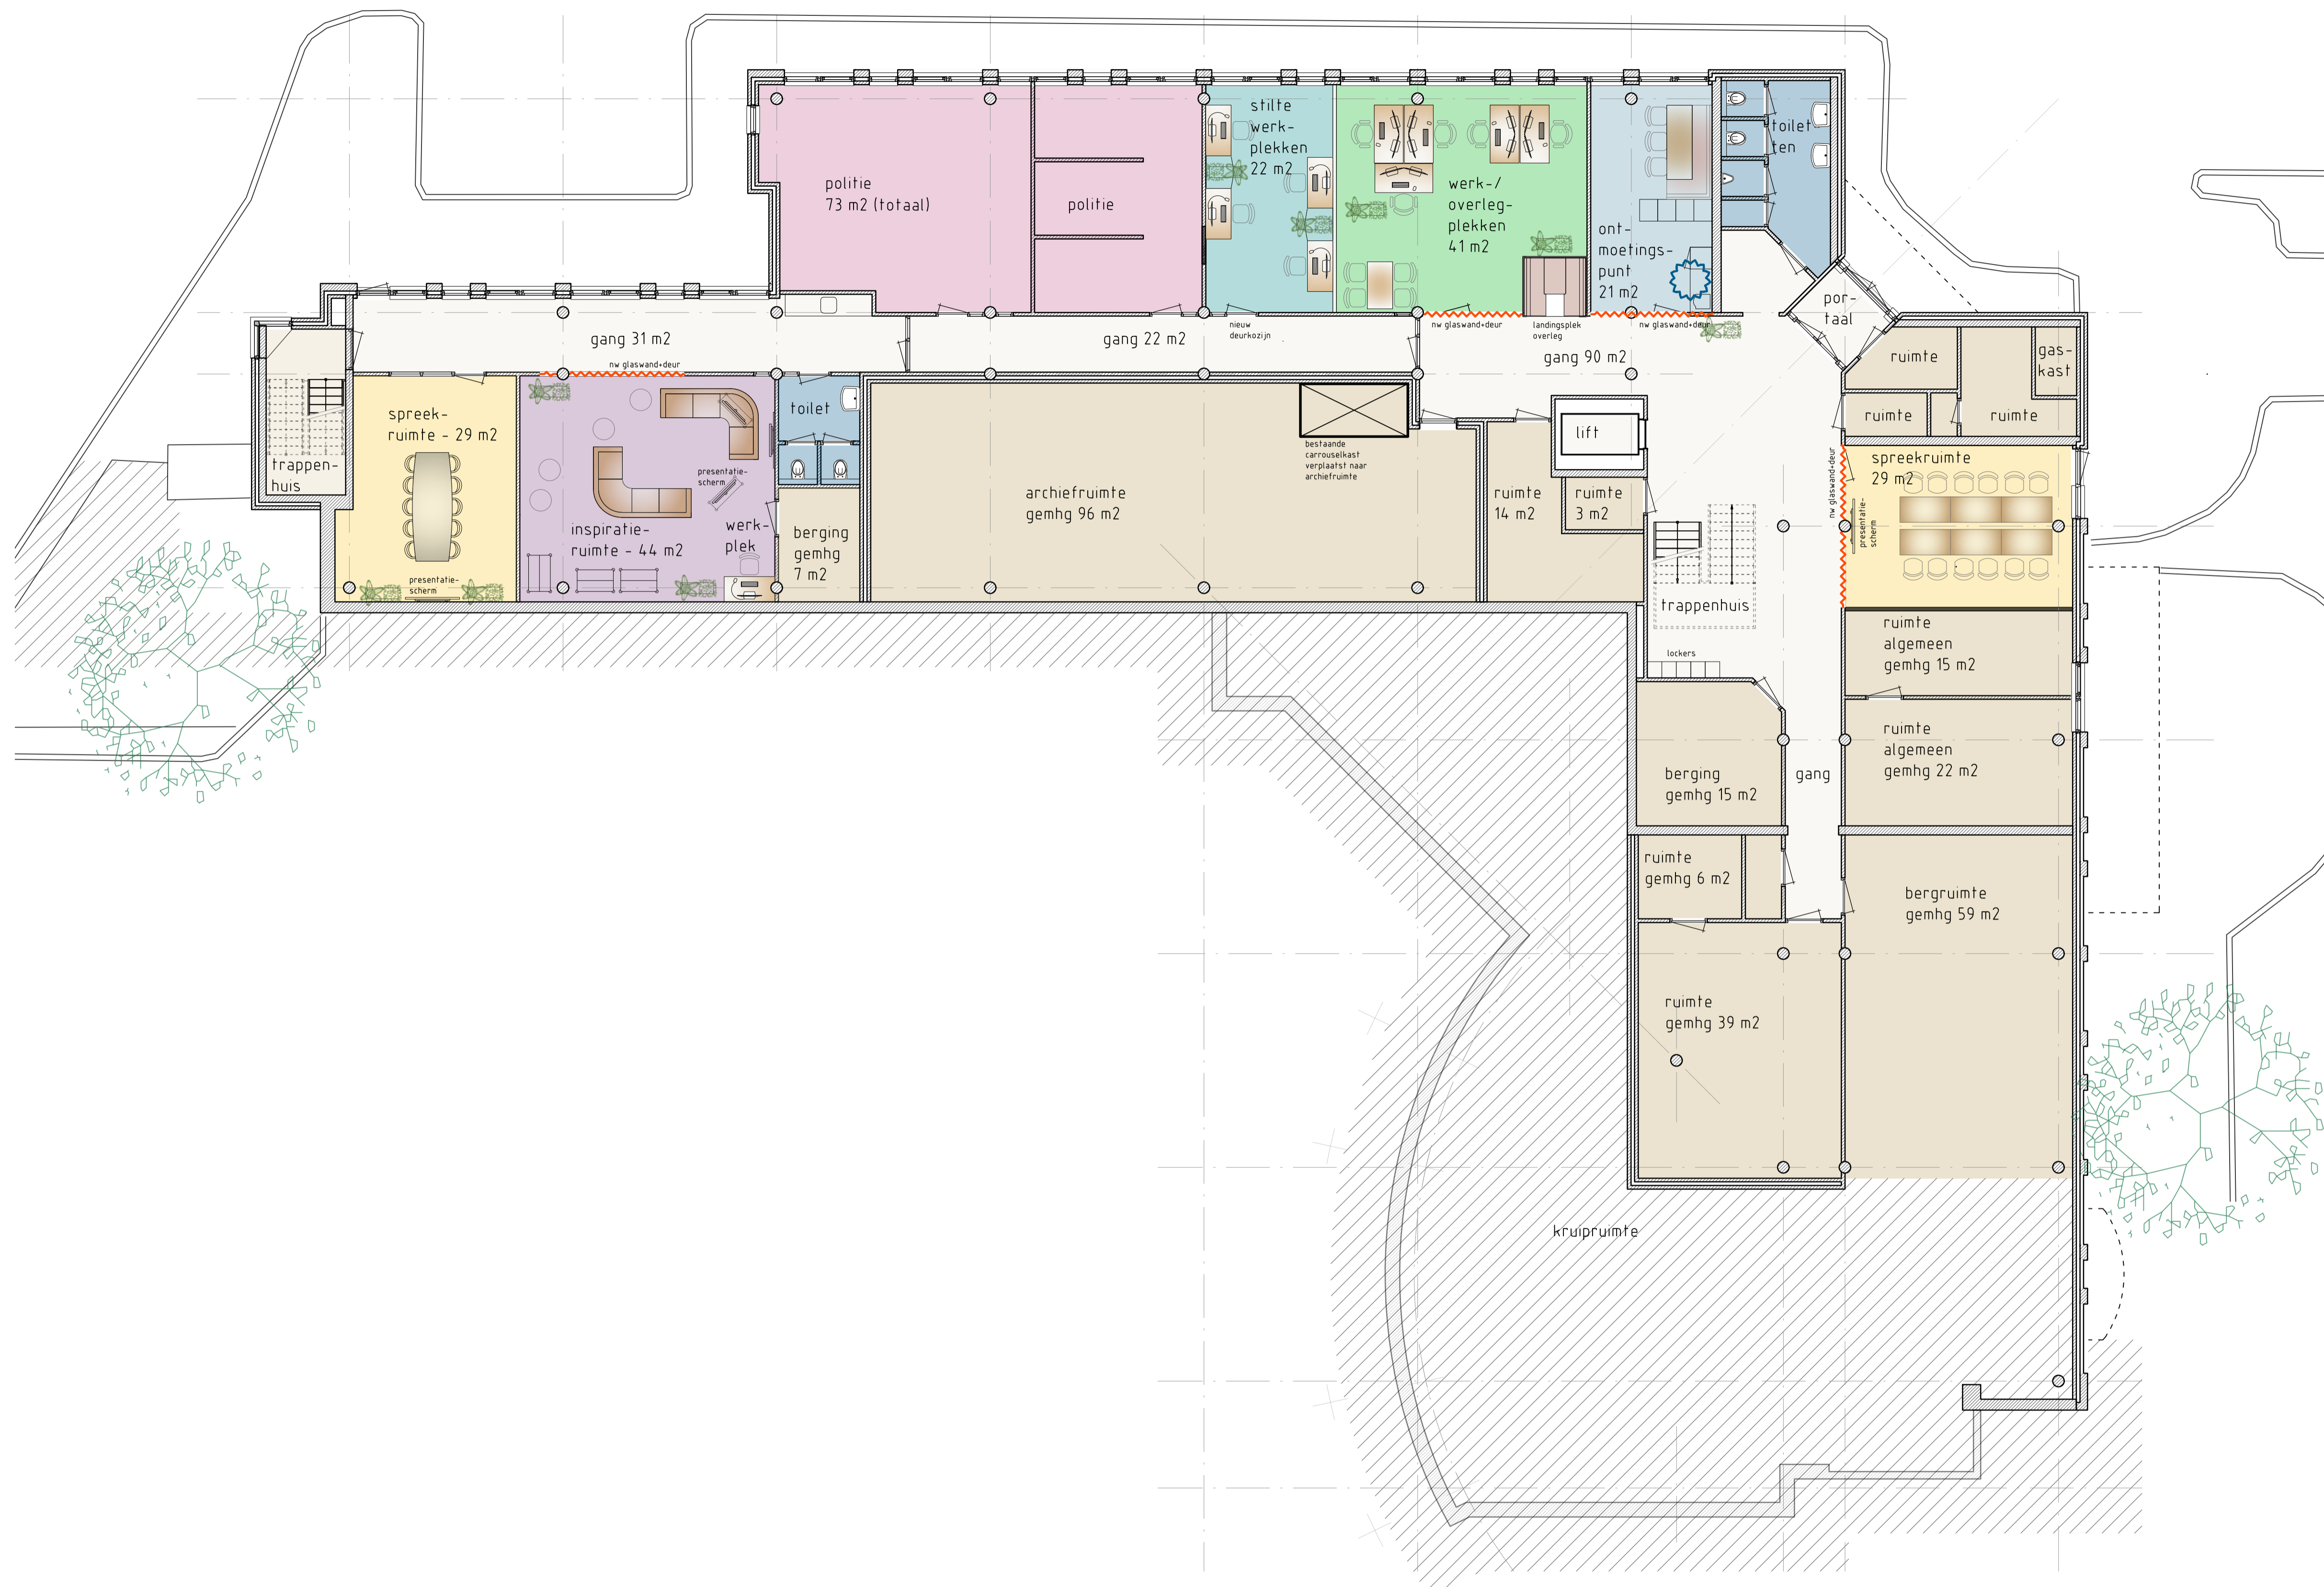 politie
73 m2 (totaal)
politie
stilte
werk-
plekken
22 m2
werk-/
overleg-
plekken
41 m2
ont-
moetings-
punt
21 m2
toilet
ten
por-
taal
gang 31 m2
gang 22 m2
nieuw
deurkozijn
nw glaswand+deur
landingsplek
overleg
nw glaswand+deur
gang 90 m2
ruimte
gas-
kast
ruimte
ruimte
nw glaswand+deur
trappen-
huis
spreek-
ruimte - 29 m2
presentatie-
scherm
inspiratie-
ruimte - 44 m2
presentatie-
scherm
werk-
plek
toilet
berging
gemhg
7 m2
archiefruimte
gemhg 96 m2
bestaande
carrouselkast
verplaatst naar
archiefruimte
lift
ruimte
14 m2
ruimte
3 m2
trappenhuis
lockers
nw glaswand+deur
presentatie-
scherm
spreekruimte
29 m2
ruimte
algemeen
gemhg 15 m2
ruimte
algemeen
gemhg 22 m2
berging
gemhg 15 m2
gang
ruimte
gemhg 6 m2
bergruimte
gemhg 59 m2
ruimte
gemhg 39 m2
kruipruimte